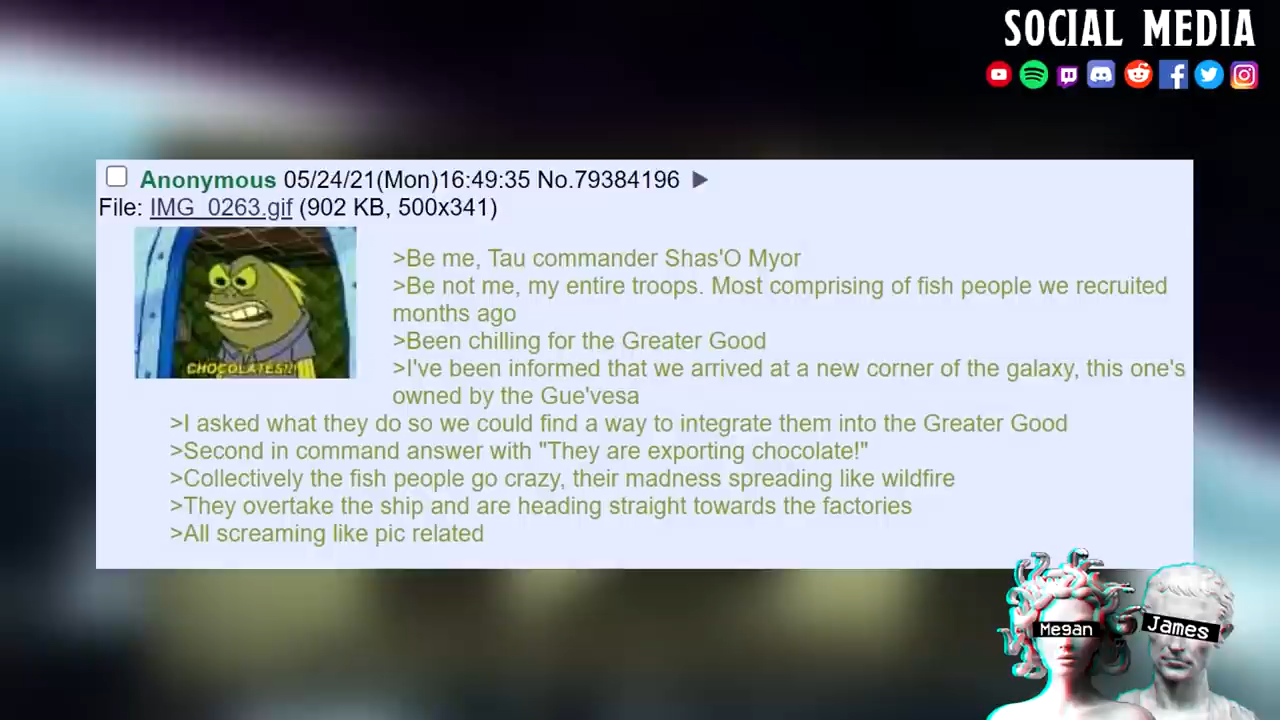 SOCIAL MEDIA
Anonymous 05/24/21(Mon)16:49:35 No.79384196 ▶
File: IMG_0263.gif (902 KB, 500x341)
CHOCOLATES!!!
>Be me, Tau commander Shas'O Myor
>Be not me, my entire troops. Most comprising of fish people we recruited
months ago
>Been chilling for the Greater Good
>I've been informed that we arrived at a new corner of the galaxy, this one's
owned by the Gue'vesa
>I asked what they do so we could find a way to integrate them into the Greater Good
>Second in command answer with "They are exporting chocolate!"
>Collectively the fish people go crazy, their madness spreading like wildfire
>They overtake the ship and are heading straight towards the factories
>All screaming like pic related
Megan
James